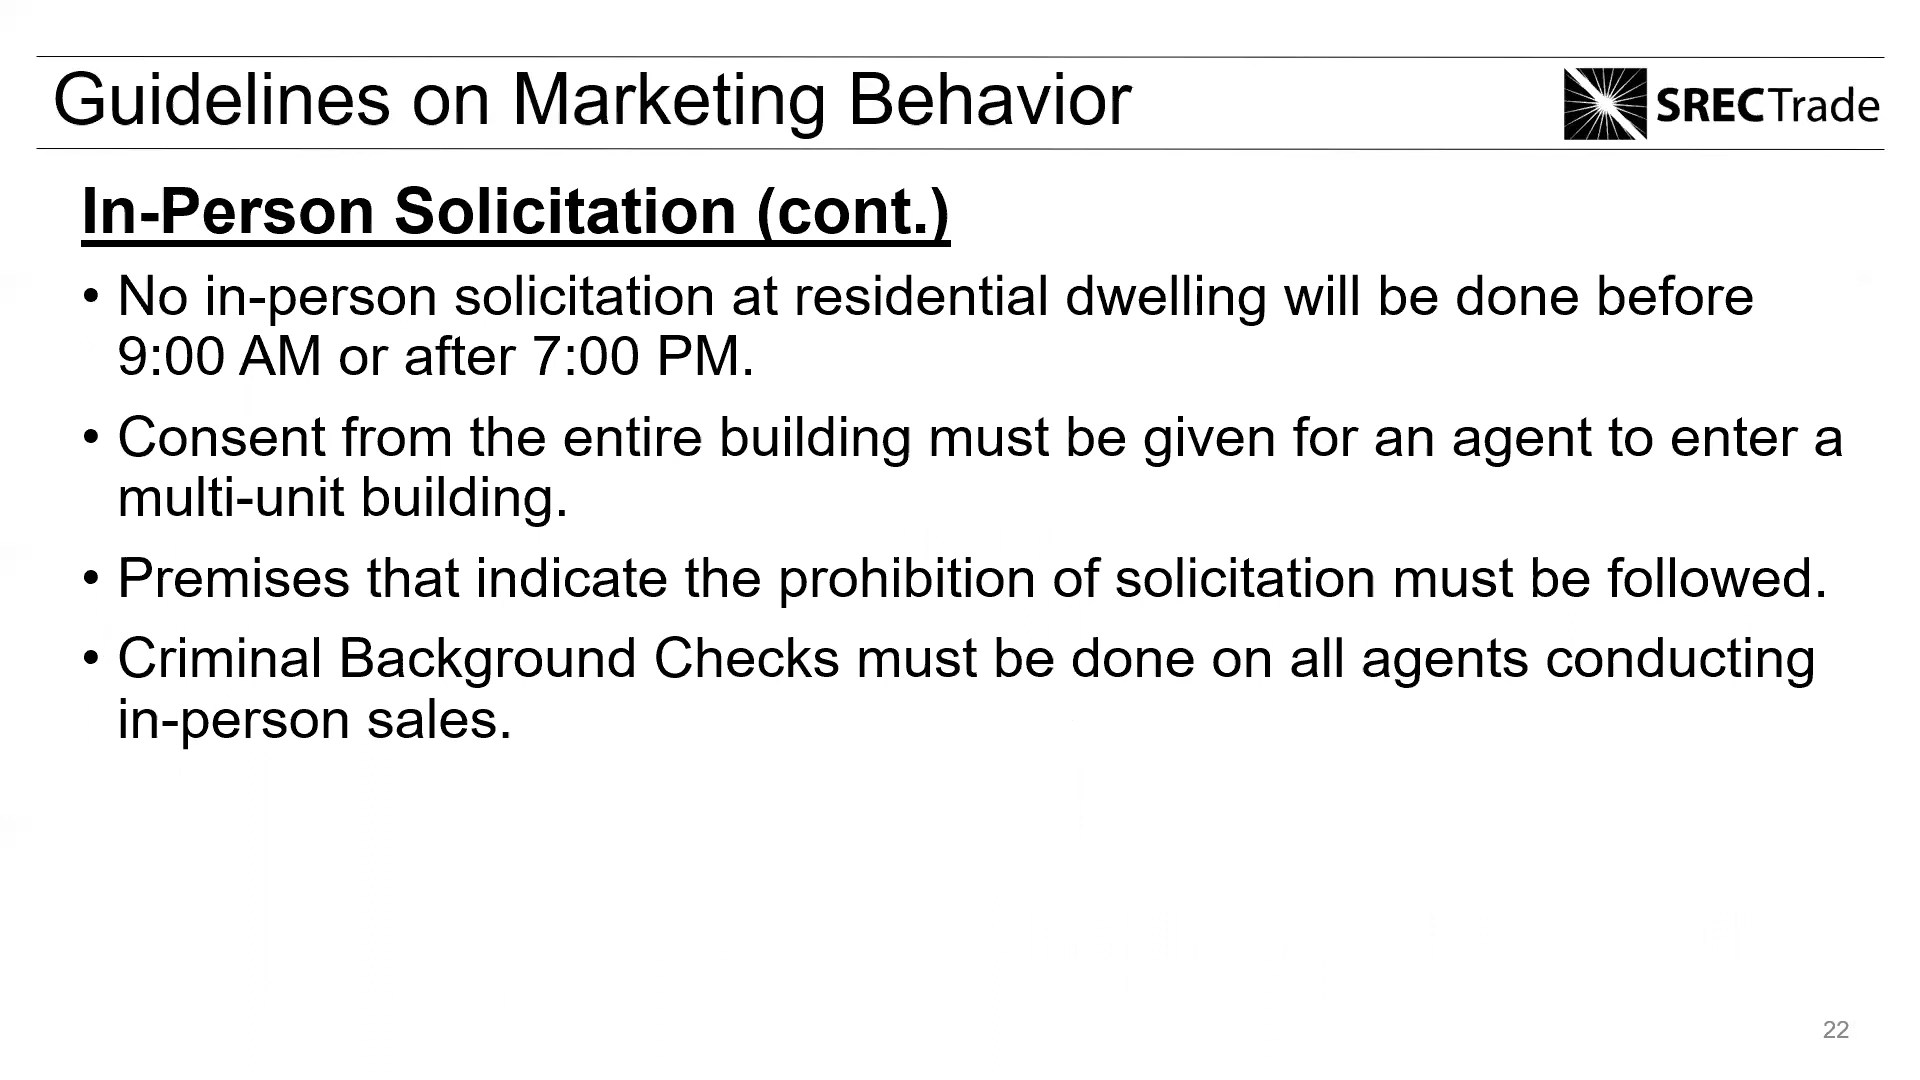 Guidelines on Marketing Behavior
SRECTrade
In-Person Solicitation (cont.)
• No in-person solicitation at residential dwelling will be done before
9:00 AM or after 7:00 PM.
• Consent from the entire building must be given for an agent to enter a
multi-unit building.
• Premises that indicate the prohibition of solicitation must be followed.
• Criminal Background Checks must be done on all agents conducting
in-person sales.
22